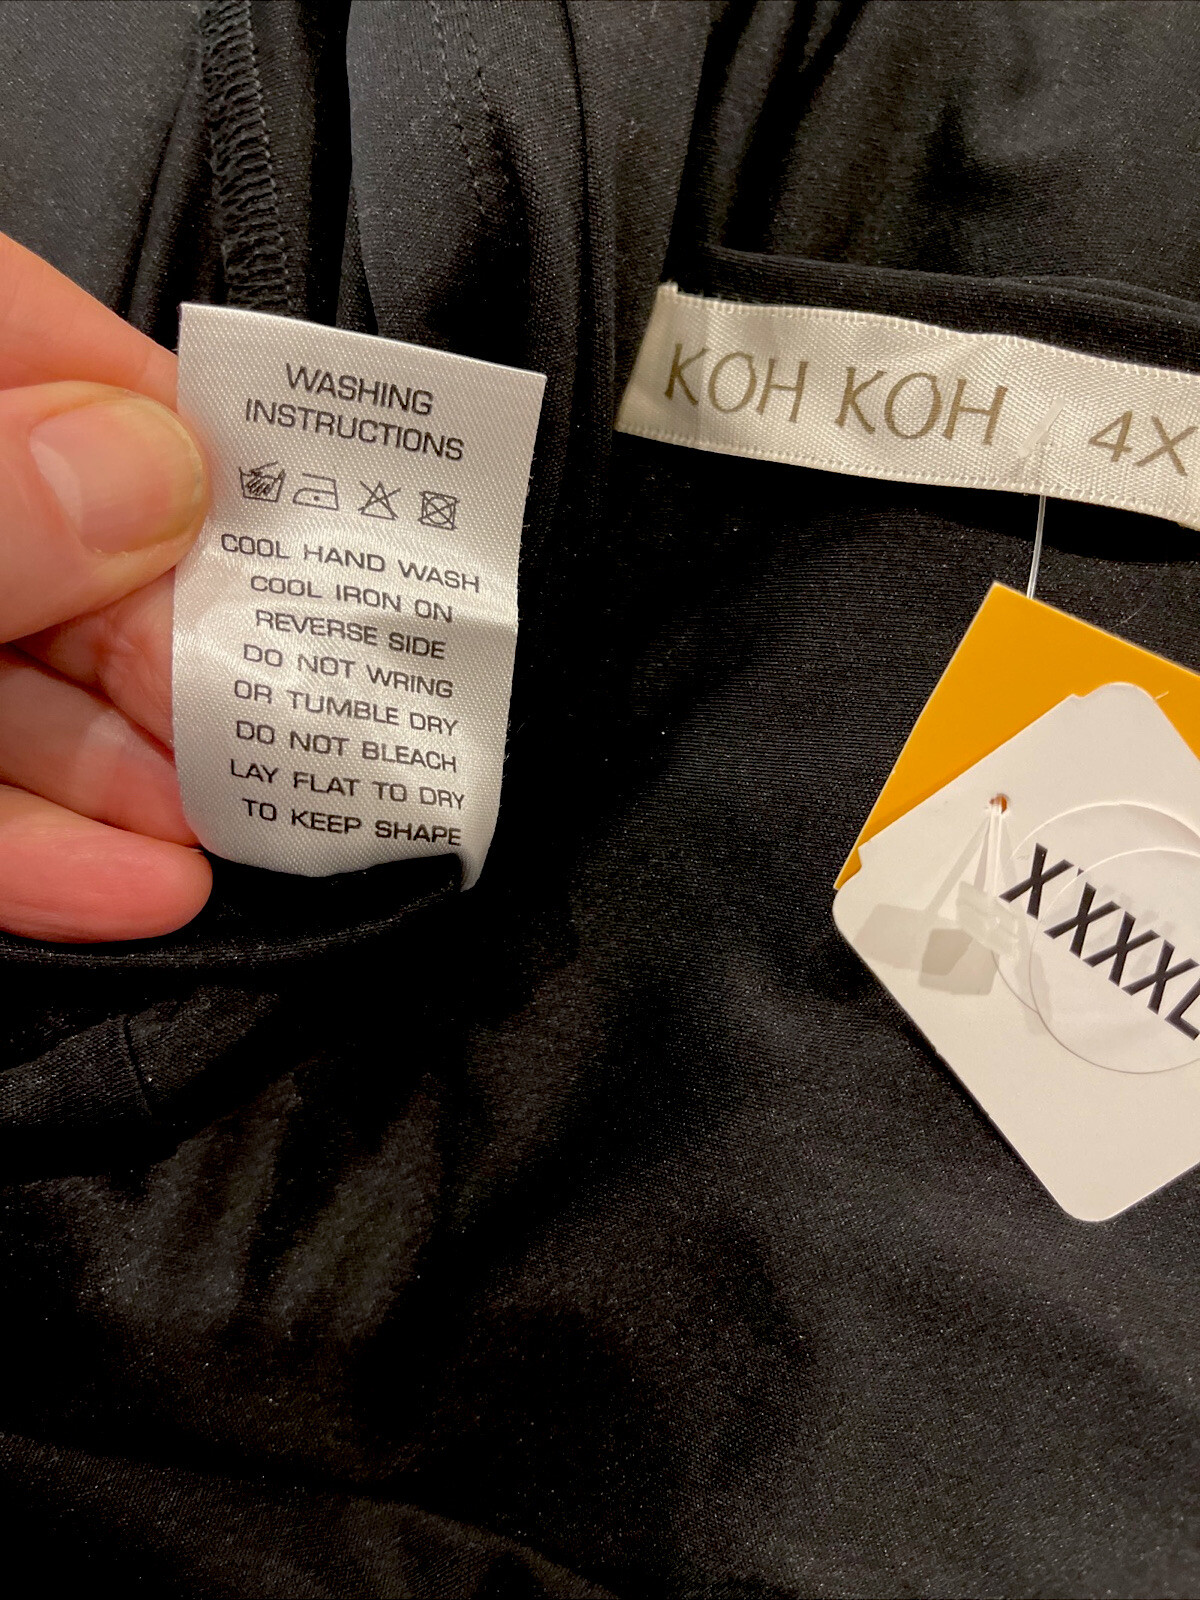 WASHING
INSTRUCTIONS
COOL HAND WASH
COOL IRON ON
REVERSE SIDE
DO NOT WRING
OR TUMBLE DRY
DO NOT BLEACH
LAY FLAT TO DRY
TO KEEP SHAPE
KOH KOH 4X
XXXXL